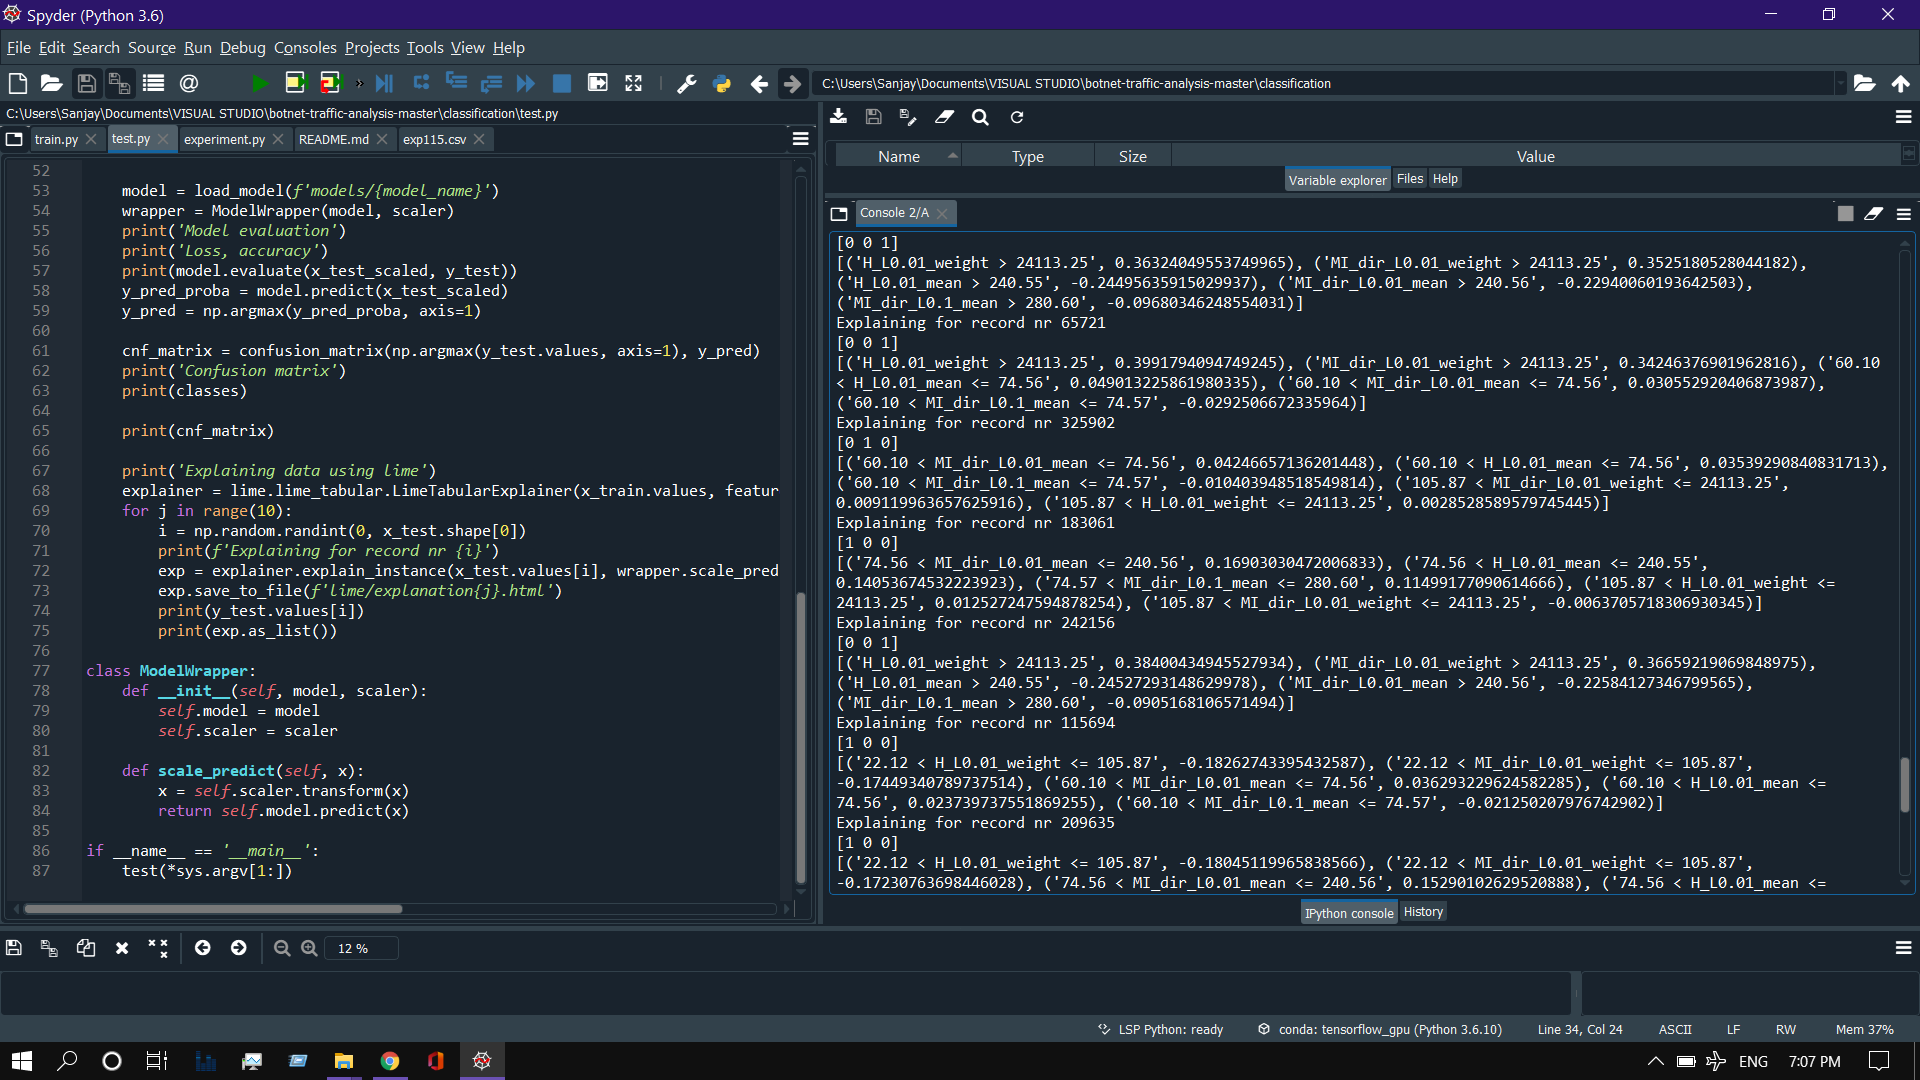 Spyder (Python 3.6)
File Edit Search Source Run Debug Consoles Projects Tools View Help
C:\Users\Sanjay\Documents\VISUAL STUDIO\botnet-traffic-analysis-master\classification
C:\Users\Sanjay\Documents\VISUAL STUDIO\botnet-traffic-analysis-master\classification\test.py
train.py test.py experiment.py README.md exp115.csv
52
53 model = load_model(f'models/{model_name}')
54 wrapper = ModelWrapper(model, scaler)
55 print('Model evaluation')
56 print('Loss, accuracy')
57 print(model.evaluate(x_test_scaled, y_test))
58 y_pred_proba = model.predict(x_test_scaled)
59 y_pred = np.argmax(y_pred_proba, axis=1)
60
61 cnf_matrix = confusion_matrix(np.argmax(y_test.values, axis=1), y_pred)
62 print('Confusion matrix')
63 print(classes)
64
65 print(cnf_matrix)
66
67 print('Explaining data using lime')
68 explainer = lime.lime_tabular.LimeTabularExplainer(x_train.values, featur
69 for j in range(10):
70 i = np.random.randint(0, x_test.shape[0])
71 print(f'Explaining for record nr {i}')
72 exp = explainer.explain_instance(x_test.values[i], wrapper.scale_pred
73 exp.save_to_file(f'lime/explanation{j}.html')
74 print(y_test.values[i])
75 print(exp.as_list())
76
77 class ModelWrapper:
78 def __init__(self, model, scaler):
79 self.model = model
80 self.scaler = scaler
81
82 def scale_predict(self, x):
83 x = self.scaler.transform(x)
84 return self.model.predict(x)
85
86 if __name__ == '__main__':
87 test(*sys.argv[1:])
Name Type Size Value
Variable explorer Files Help
Console 2/A
[0 0 1]
[('H_L0.01_weight > 24113.25', 0.36324049553749965), ('MI_dir_L0.01_weight > 24113.25', 0.3525180528044182),
('H_L0.01_mean > 240.55', -0.24495635915029937), ('MI_dir_L0.01_mean > 240.56', -0.22940060193642503),
('MI_dir_L0.1_mean > 280.60', -0.09680346248554031)]
Explaining for record nr 65721
[0 0 1]
[('H_L0.01_weight > 24113.25', 0.3991794094749245), ('MI_dir_L0.01_weight > 24113.25', 0.34246376901962816), ('60.10
< H_L0.01_mean <= 74.56', 0.049013225861980335), ('60.10 < MI_dir_L0.01_mean <= 74.56', 0.030552920406873987),
('60.10 < MI_dir_L0.1_mean <= 74.57', -0.0292506672335964)]
Explaining for record nr 325902
[0 1 0]
[('60.10 < MI_dir_L0.01_mean <= 74.56', 0.04246657136201448), ('60.10 < H_L0.01_mean <= 74.56', 0.03539290840831713),
('60.10 < MI_dir_L0.1_mean <= 74.57', -0.010403948518549814), ('105.87 < MI_dir_L0.01_weight <= 24113.25',
0.009119963657625916), ('105.87 < H_L0.01_weight <= 24113.25', 0.0028528589579745445)]
Explaining for record nr 183061
[1 0 0]
[('74.56 < MI_dir_L0.01_mean <= 240.56', 0.16903030472006833), ('74.56 < H_L0.01_mean <= 240.55',
0.14053674532223923), ('74.57 < MI_dir_L0.1_mean <= 280.60', 0.11499177090614666), ('105.87 < H_L0.01_weight <=
24113.25', 0.012527247594878254), ('105.87 < MI_dir_L0.01_weight <= 24113.25', -0.0063705718306930345)]
Explaining for record nr 242156
[0 0 1]
[('H_L0.01_weight > 24113.25', 0.38400434945527934), ('MI_dir_L0.01_weight > 24113.25', 0.36659219069848975),
('H_L0.01_mean > 240.55', -0.24527293148629978), ('MI_dir_L0.01_mean > 240.56', -0.22584127346799565),
('MI_dir_L0.1_mean > 280.60', -0.0905168106571494)]
Explaining for record nr 115694
[1 0 0]
[('22.12 < H_L0.01_weight <= 105.87', -0.18262743395432587), ('22.12 < MI_dir_L0.01_weight <= 105.87',
-0.17449340789737514), ('60.10 < MI_dir_L0.01_mean <= 74.56', 0.036293229624582285), ('60.10 < H_L0.01_mean <=
74.56', 0.023739737551869255), ('60.10 < MI_dir_L0.1_mean <= 74.57', -0.021250207976742902)]
Explaining for record nr 209635
[1 0 0]
[('22.12 < H_L0.01_weight <= 105.87', -0.18045119965838566), ('22.12 < MI_dir_L0.01_weight <= 105.87',
-0.17230763698446028), ('74.56 < MI_dir_L0.01_mean <= 240.56', 0.15290102629520888), ('74.56 < H_L0.01_mean <=
IPython console History
12 %
LSP Python: ready conda: tensorflow_gpu (Python 3.6.10) Line 34, Col 24 ASCII LF RW Mem 37%
ENG 7:07 PM